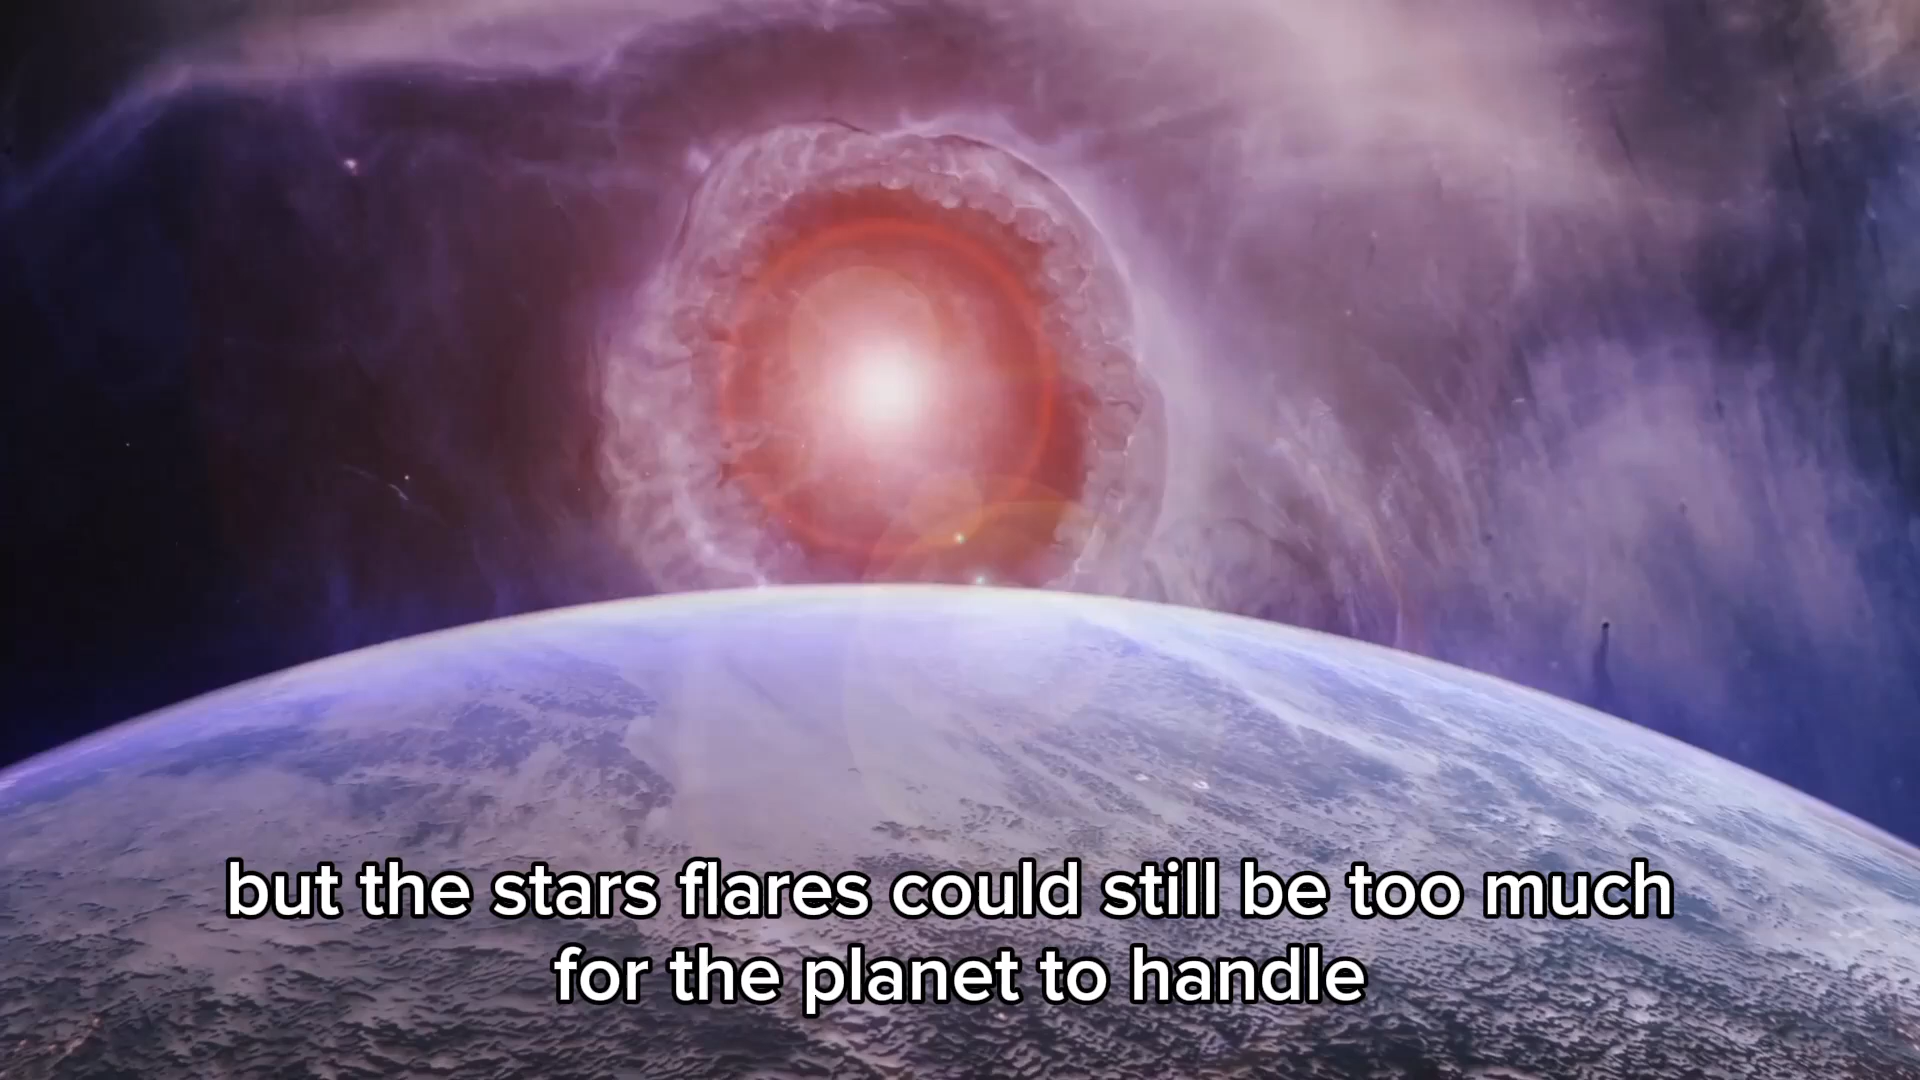 but the stars flares could still be too much
for the planet to handle